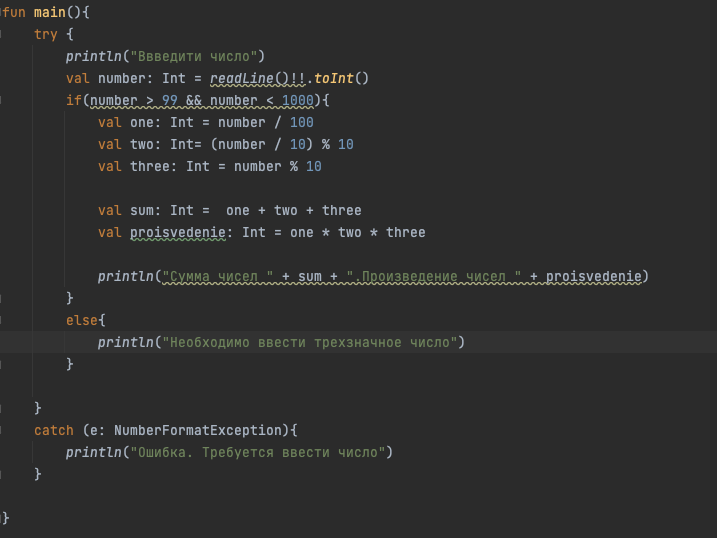 fun main(){
    try {
        println("Ввведити число")
        val number: Int = readLine()!!.toInt()
        if(number > 99 && number < 1000){
            val one: Int = number / 100
            val two: Int= (number / 10) % 10
            val three: Int = number % 10
            val sum: Int =  one + two + three
            val proisvedenie: Int = one * two * three
            println("Сумма чисел " + sum + ".Произведение чисел " + proisvedenie)
        }
        else{
            println("Необходимо ввести трехзначное число")
        }
    }
    catch (e: NumberFormatException){
        println("Ошибка. Требуется ввести число")
    }
}